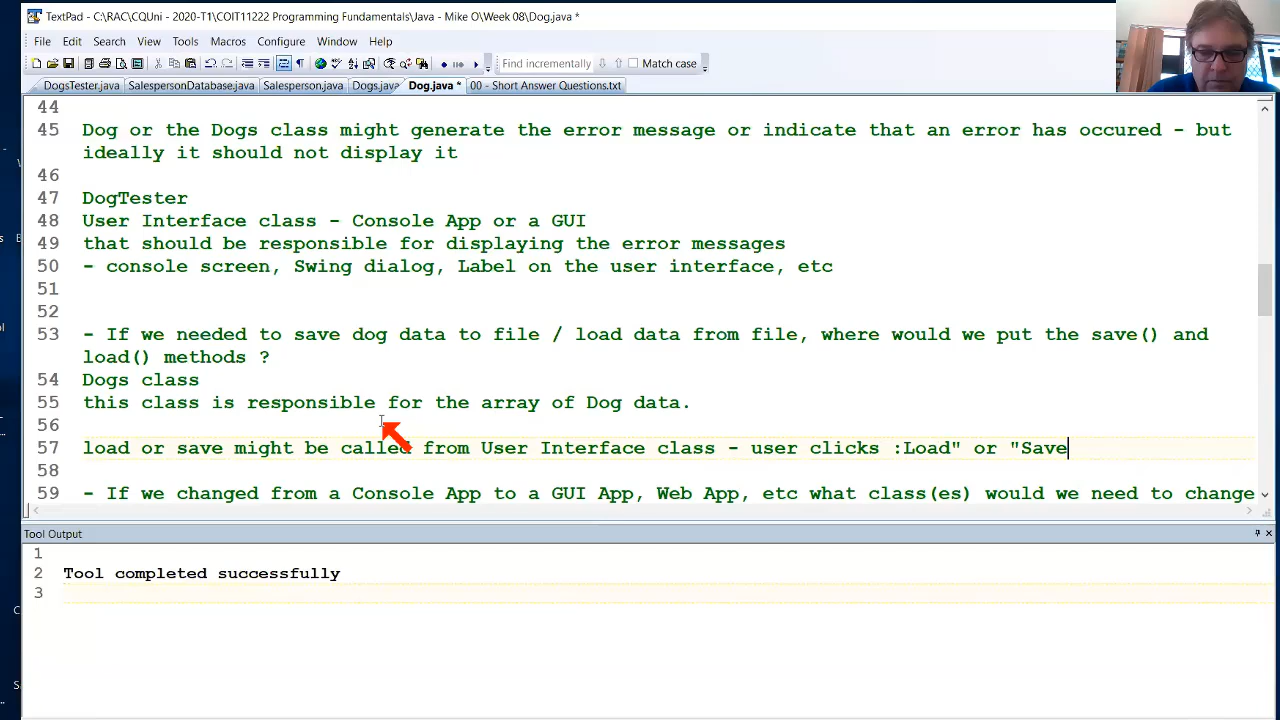 TextPad - C:\RAC\CQUni - 2020-T1\COIT11222 Programming Fundamentals\Java - Mike O\Week 08\Dog.java *
File Edit Search View Tools Macros Configure Window Help
Find incrementally Match case
DogsTester.java SalespersonDatabase.java Salesperson.java Dogs.java Dog.java * 00 - Short Answer Questions.txt
44
45 Dog or the Dogs class might generate the error message or indicate that an error has occured - but
ideally it should not display it
46
47 DogTester
48 User Interface class - Console App or a GUI
49 that should be responsible for displaying the error messages
50 - console screen, Swing dialog, Label on the user interface, etc
51
52
53 - If we needed to save dog data to file / load data from file, where would we put the save() and
load() methods ?
54 Dogs class
55 this class is responsible for the array of Dog data.
56
57 load or save might be called from User Interface class - user clicks :Load" or "Save
58
59 - If we changed from a Console App to a GUI App, Web App, etc what class(es) would we need to change
Tool Output
1
2 Tool completed successfully
3